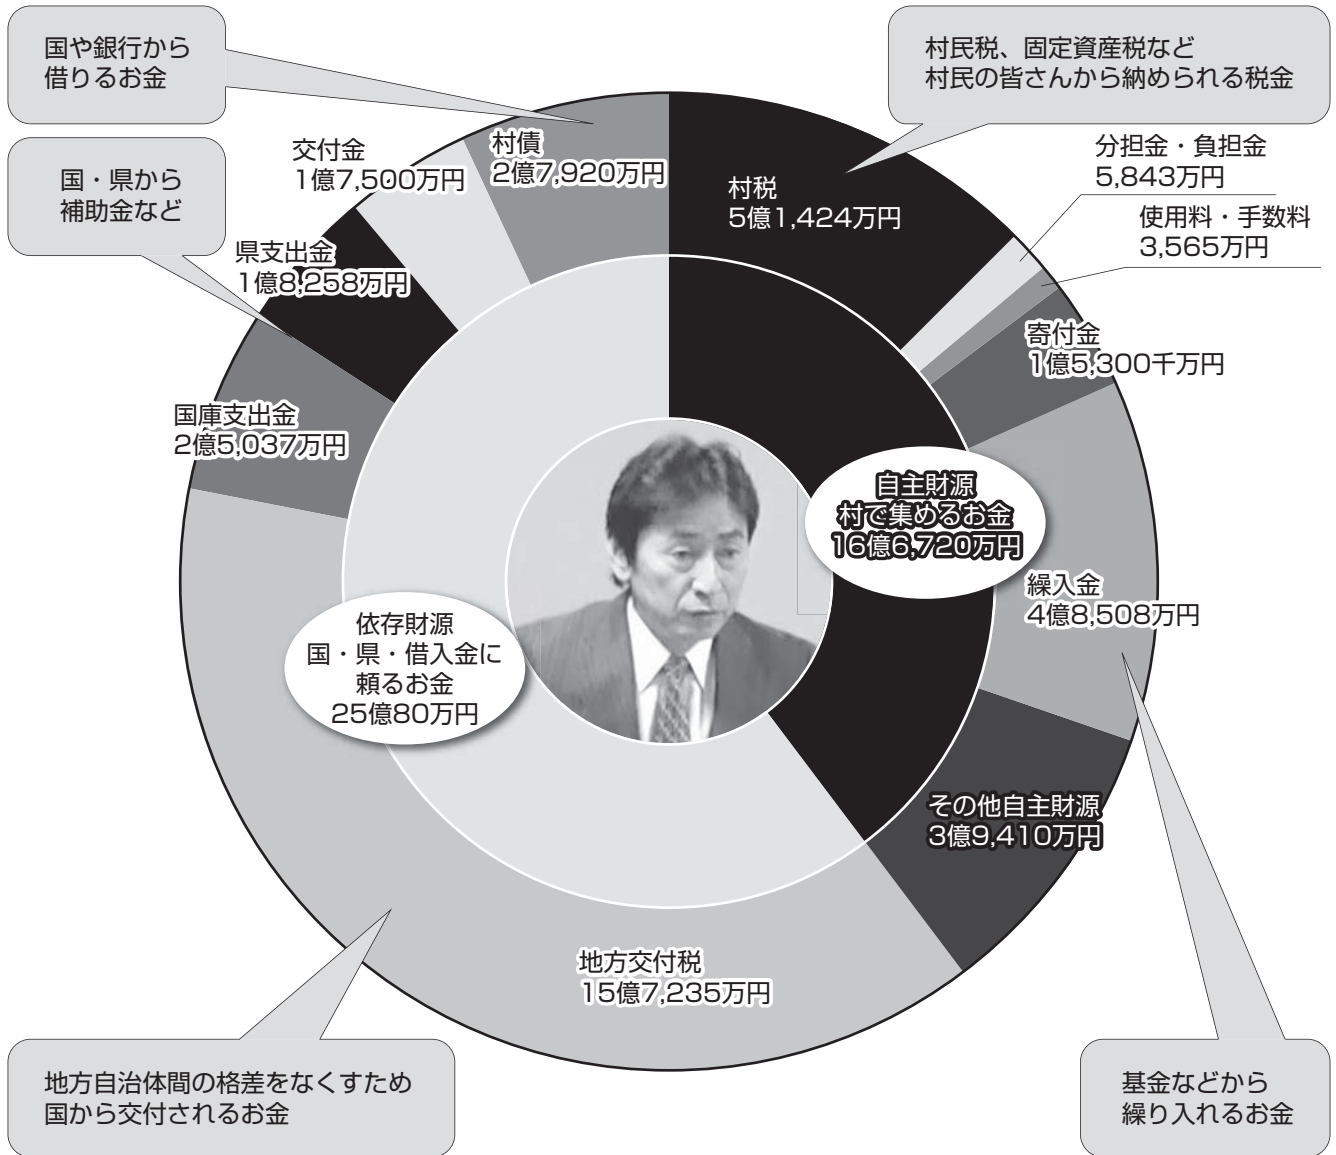 国や銀行から
借りるお金
村民税、固定資産税など
村民の皆さんから納められる税金
国・県から
補助金など
交付金
1億7,500万円
村債
2億7,920万円
村税
5億1,424万円
分担金・負担金
5,843万円
使用料・手数料
3,565万円
県支出金
1億8,258万円
寄付金
1億5,300千万円
国庫支出金
2億5,037万円
自主財源
村で集めるお金
16億6,720万円
繰入金
4億8,508万円
依存財源
国・県・借入金に
頼るお金
25億80万円
その他自主財源
3億9,410万円
地方交付税
15億7,235万円
地方自治体間の格差をなくすため
国から交付されるお金
基金などから
繰り入れるお金